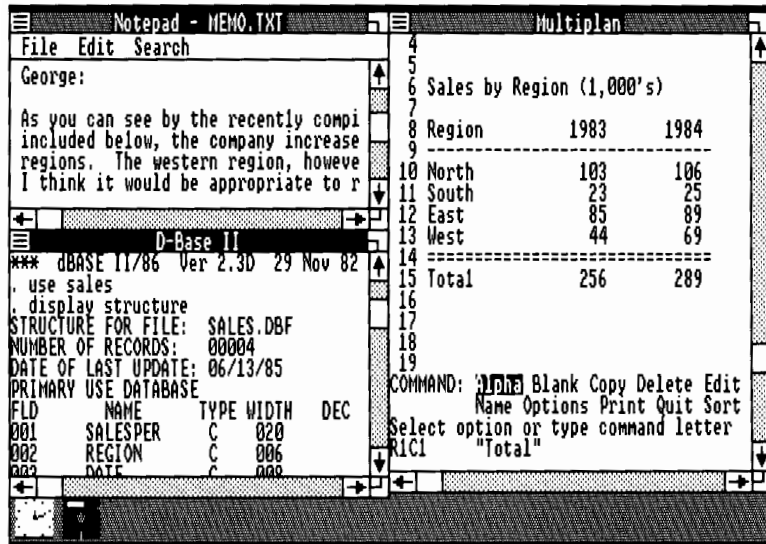 Notepad - MEMO.TXT
File Edit Search
George:
As you can see by the recently compi
included below, the company increase
regions. The western region, howeve
I think it would be appropriate to r
D-Base II
*** dBASE II/86 Ver 2.3D 29 Nov 82
. use sales
. display structure
STRUCTURE FOR FILE: SALES.DBF
NUMBER OF RECORDS: 00004
DATE OF LAST UPDATE: 06/13/85
PRIMARY USE DATABASE
FLD NAME TYPE WIDTH DEC
001 SALESPER C 020
002 REGION C 006
003 DATE C 008
Multiplan
4
5
6 Sales by Region (1,000's)
7
8 Region 1983 1984
9 ------------------------------------
10 North 103 106
11 South 23 25
12 East 85 89
13 West 44 69
14 ====================================
15 Total 256 289
16
17
18
19
COMMAND: Alpha Blank Copy Delete Edit
Name Options Print Quit Sort
Select option or type command letter
R1C1 "Total"